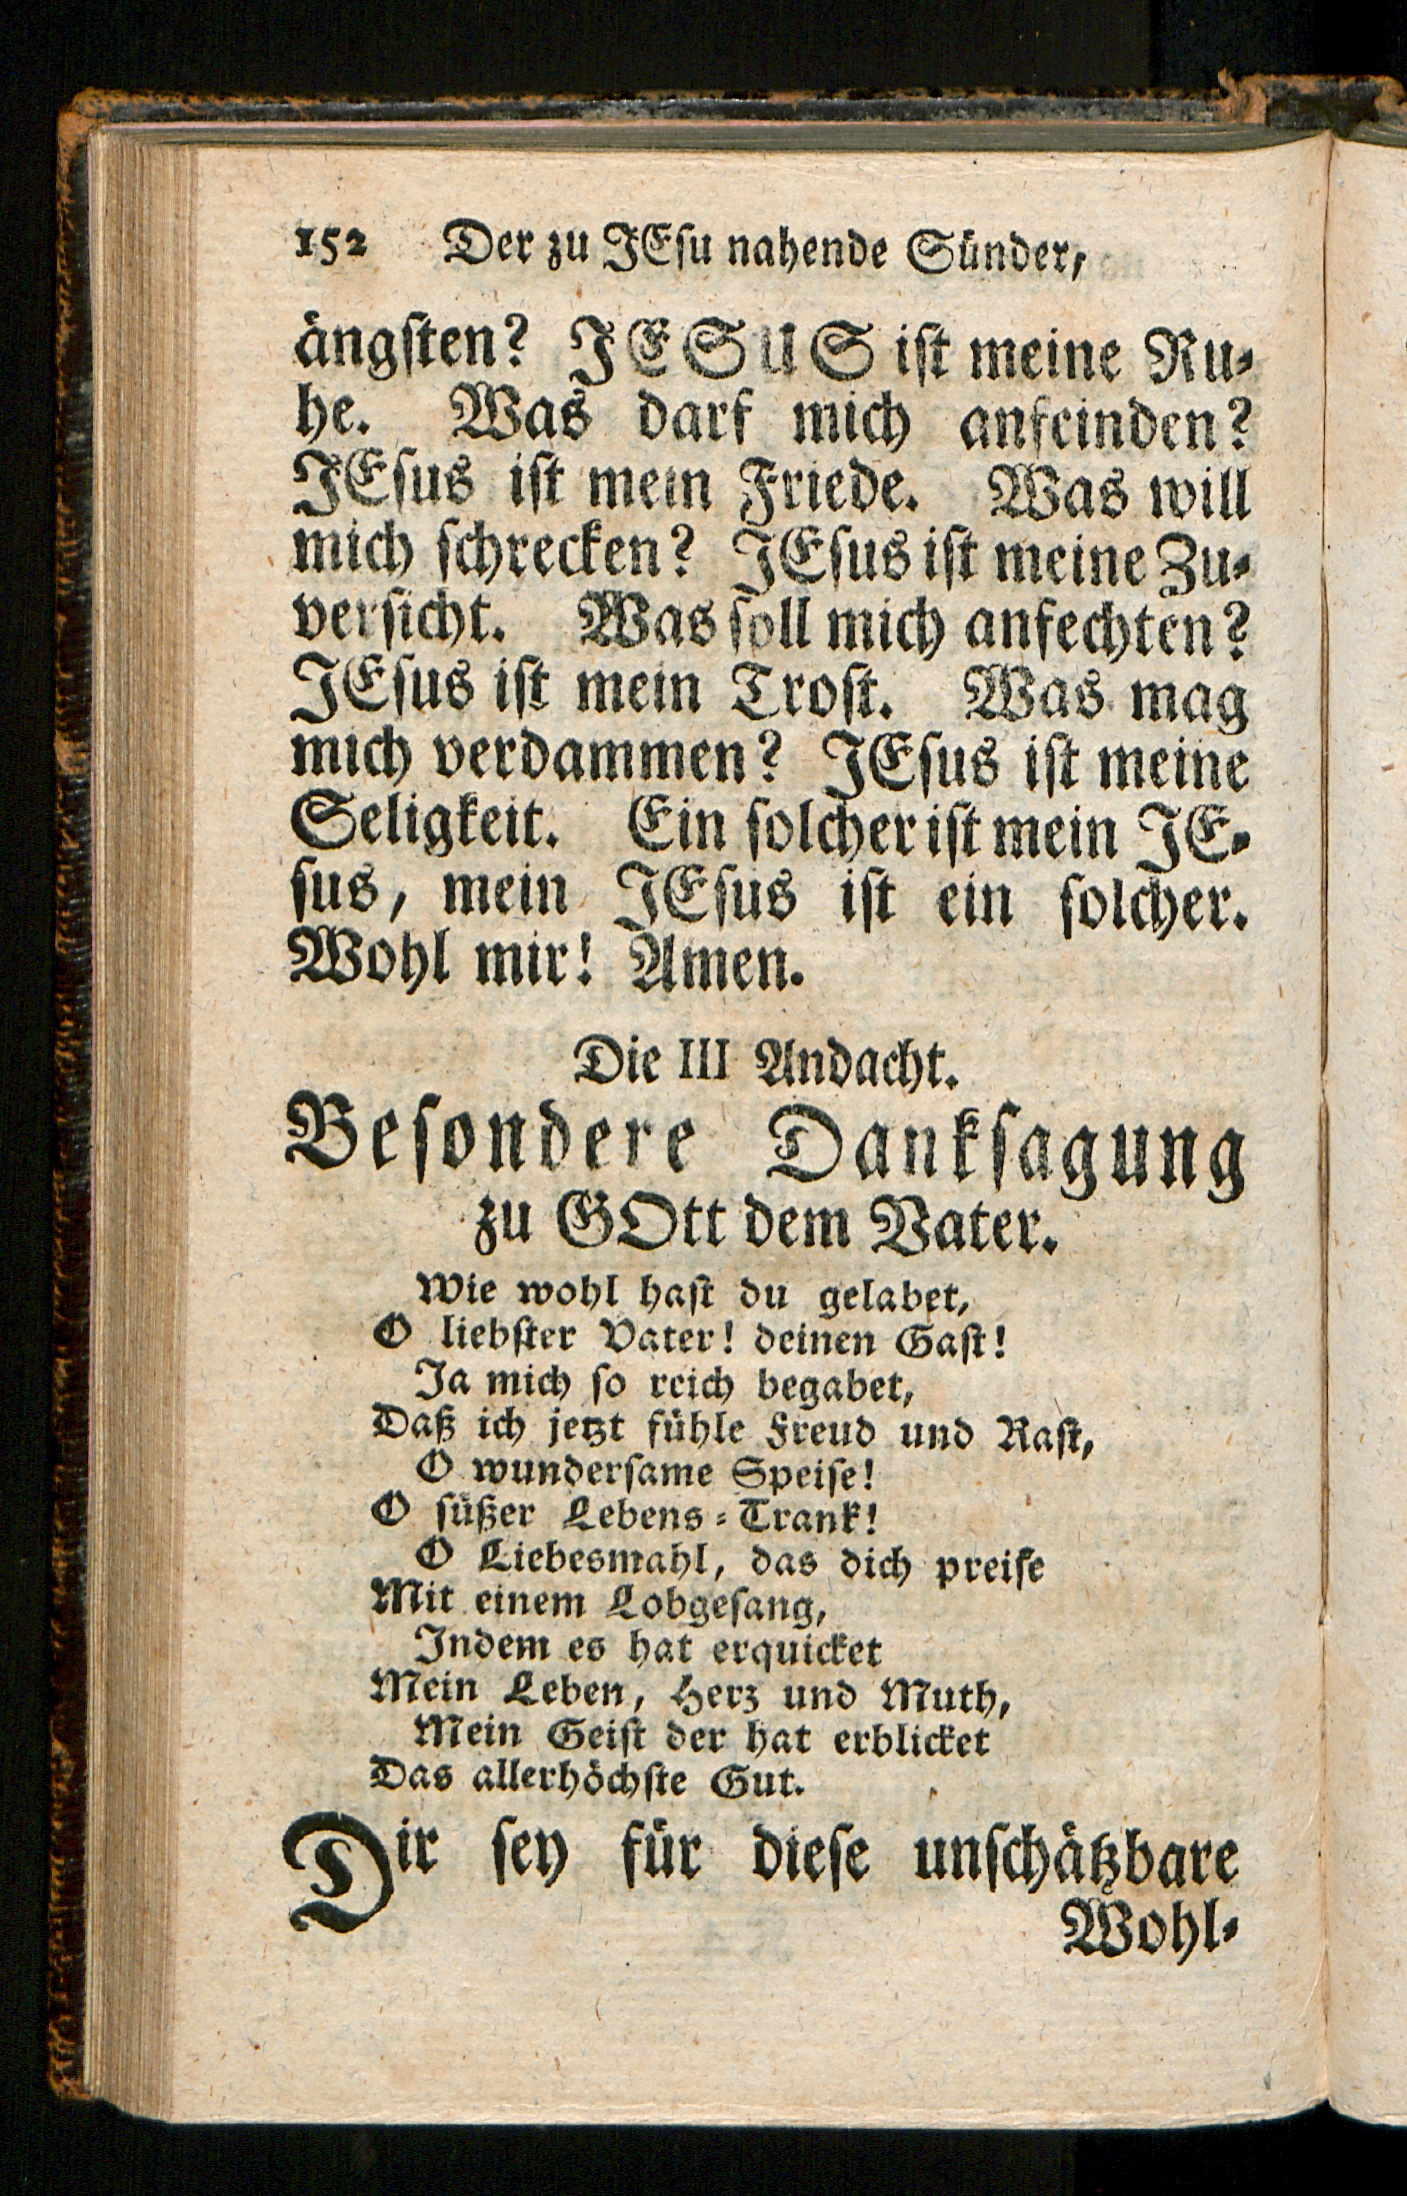 152 Der zu JEſu nahende Sünder,
ängſten? JESUS iſt meine Ru-
he. Was darf mich anfeinden?
JEſus iſt mein Friede. Was will
mich ſchrecken? JEſus iſt meine Zu-
verſicht. Was ſoll mich anfechten?
JEſus iſt mein Troſt. Was mag
mich verdammen? JEſus iſt meine
Seligkeit. Ein ſolcher iſt mein JE-
ſus, mein JEſus iſt ein ſolcher.
Wohl mir! Amen.
Die III Andacht.
Beſondere Dankſagung
zu GOtt dem Vater.
Wie wohl haſt du gelabet,
O liebſter Vater! deinen Gaſt!
Ja mich ſo reich begabet,
Daß ich jetzt fühle Freud und Raſt,
O wunderſame Speiſe!
O ſüßer Lebens-Trank!
O Liebesmahl, das dich preiſe
Mit einem Lobgeſang,
Indem es hat erquicket
Mein Leben, Herz und Muth,
Mein Geiſt der hat erblicket
Das allerhöchſte Gut.
Dir ſey für dieſe unſchätzbare
Wohl-